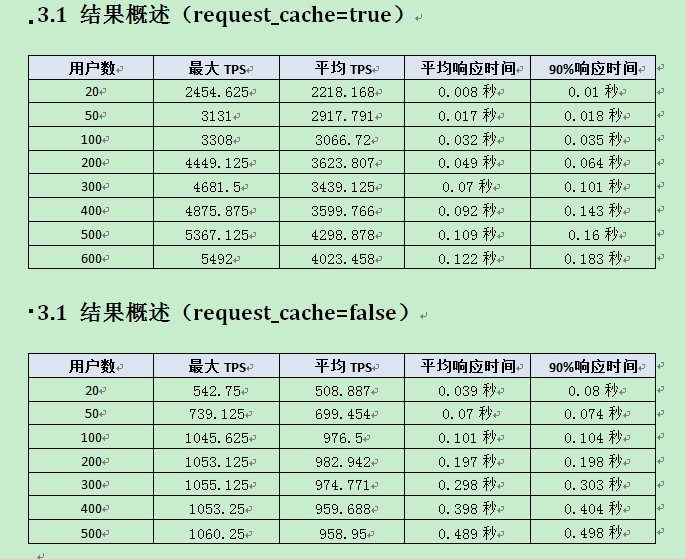 3.1 结果概述（request_cache=true）
用户数 最大 TPS 平均 TPS 平均响应时间 90%响应时间
20 2454.625 2218.168 0.008 秒 0.01 秒
50 3131 2917.791 0.017 秒 0.018 秒
100 3308 3066.72 0.032 秒 0.035 秒
200 4449.125 3623.807 0.049 秒 0.064 秒
300 4681.5 3439.125 0.07 秒 0.101 秒
400 4875.875 3599.766 0.092 秒 0.143 秒
500 5367.125 4298.878 0.109 秒 0.16 秒
600 5492 4023.458 0.122 秒 0.183 秒
3.1 结果概述（request_cache=false）
用户数 最大 TPS 平均 TPS 平均响应时间 90%响应时间
20 542.75 508.887 0.039 秒 0.08 秒
50 739.125 699.454 0.07 秒 0.074 秒
100 1045.625 976.5 0.101 秒 0.104 秒
200 1053.125 982.942 0.197 秒 0.198 秒
300 1055.125 974.771 0.298 秒 0.303 秒
400 1053.25 959.688 0.398 秒 0.404 秒
500 1060.25 958.95 0.489 秒 0.498 秒